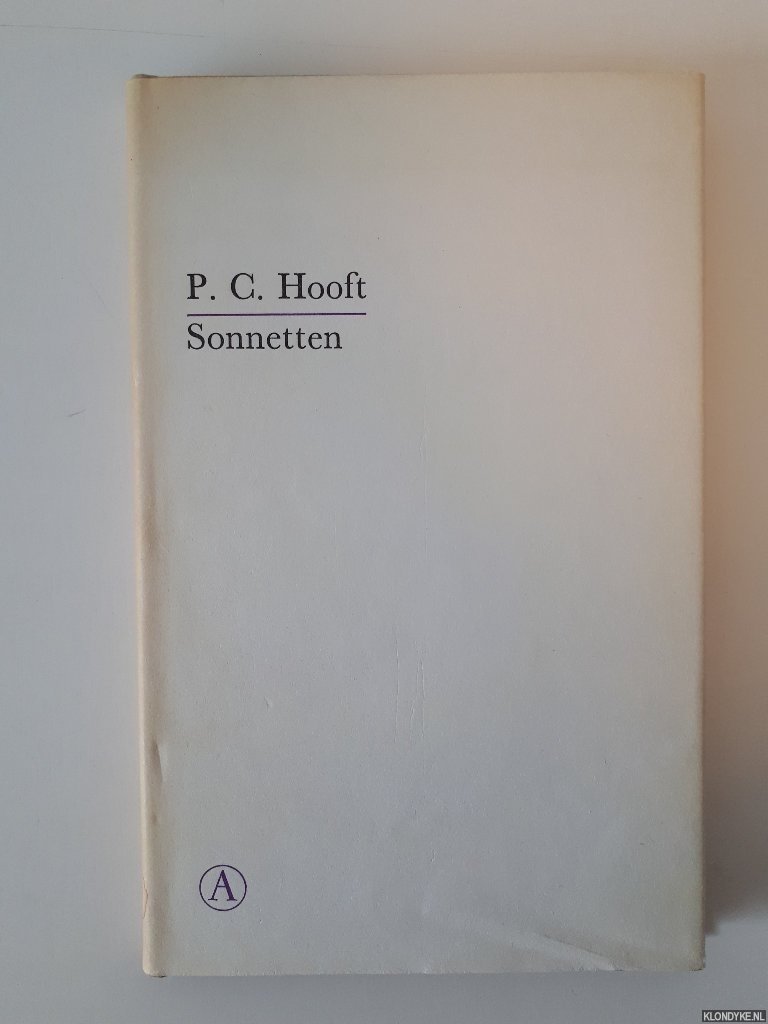 P. C. Hooft
Sonnetten
A
KLONDYKE.NL